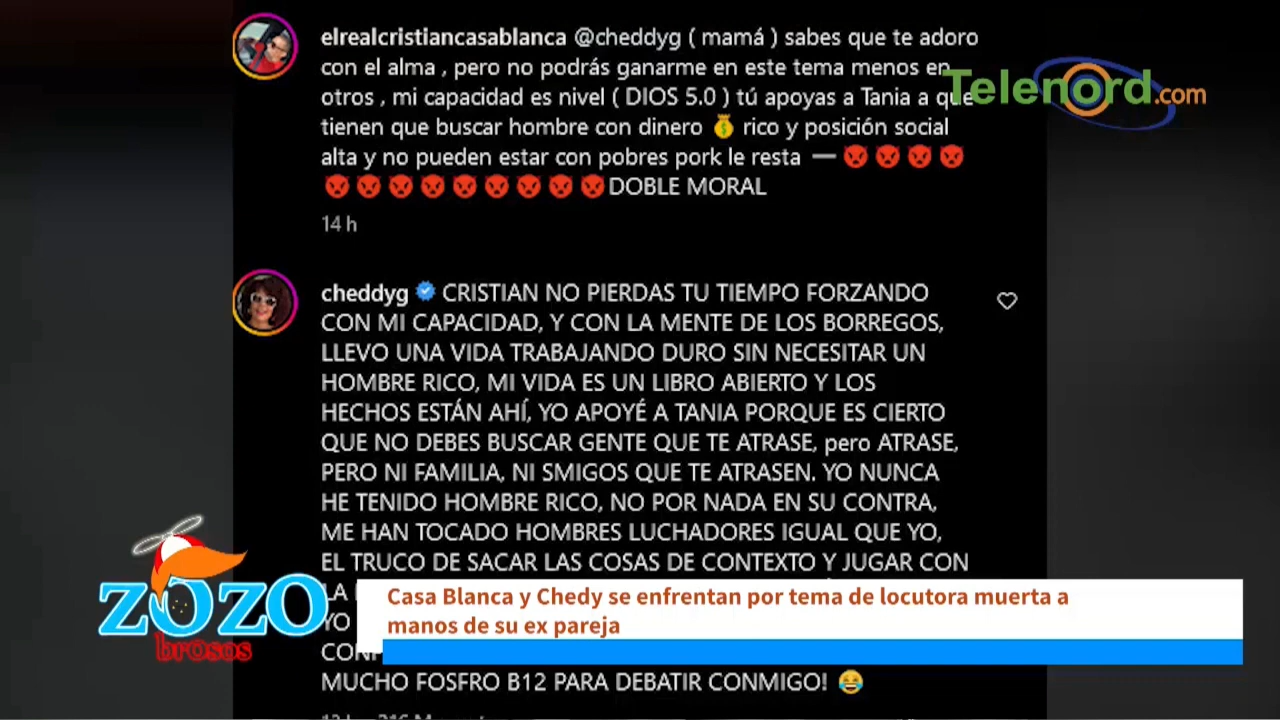 elrealcristiancasablanca @cheddyg ( mamá ) sabes que te adoro
con el alma , pero no podrás ganarme en este tema menos en
otros , mi capacidad es nivel ( DIOS 5.0 ) tú apoyas a Tania a que
Telenord.com
tienen que buscar hombre con dinero 💰 rico y posición social
alta y no pueden estar con pobres pork le resta ➖😡😡😡😡
😡😡😡😡😡😡😡😡😡DOBLE MORAL
14 h
cheddyg CRISTIAN NO PIERDAS TU TIEMPO FORZANDO
CON MI CAPACIDAD, Y CON LA MENTE DE LOS BORREGOS,
LLEVO UNA VIDA TRABAJANDO DURO SIN NECESITAR UN
HOMBRE RICO, MI VIDA ES UN LIBRO ABIERTO Y LOS
HECHOS ESTÁN AHÍ, YO APOYÉ A TANIA PORQUE ES CIERTO
QUE NO DEBES BUSCAR GENTE QUE TE ATRASE, pero ATRASE,
PERO NI FAMILIA, NI SMIGOS QUE TE ATRASEN. YO NUNCA
HE TENIDO HOMBRE RICO, NO POR NADA EN SU CONTRA,
ME HAN TOCADO HOMBRES LUCHADORES IGUAL QUE YO,
EL TRUCO DE SACAR LAS COSAS DE CONTEXTO Y JUGAR CON
LA
YO
MUCHO FOSFRO B12 PARA DEBATIR CONMIGO! 😂
ZOZO
brosos
Casa Blanca y Chedy se enfrentan por tema de locutora muerta a
manos de su ex pareja